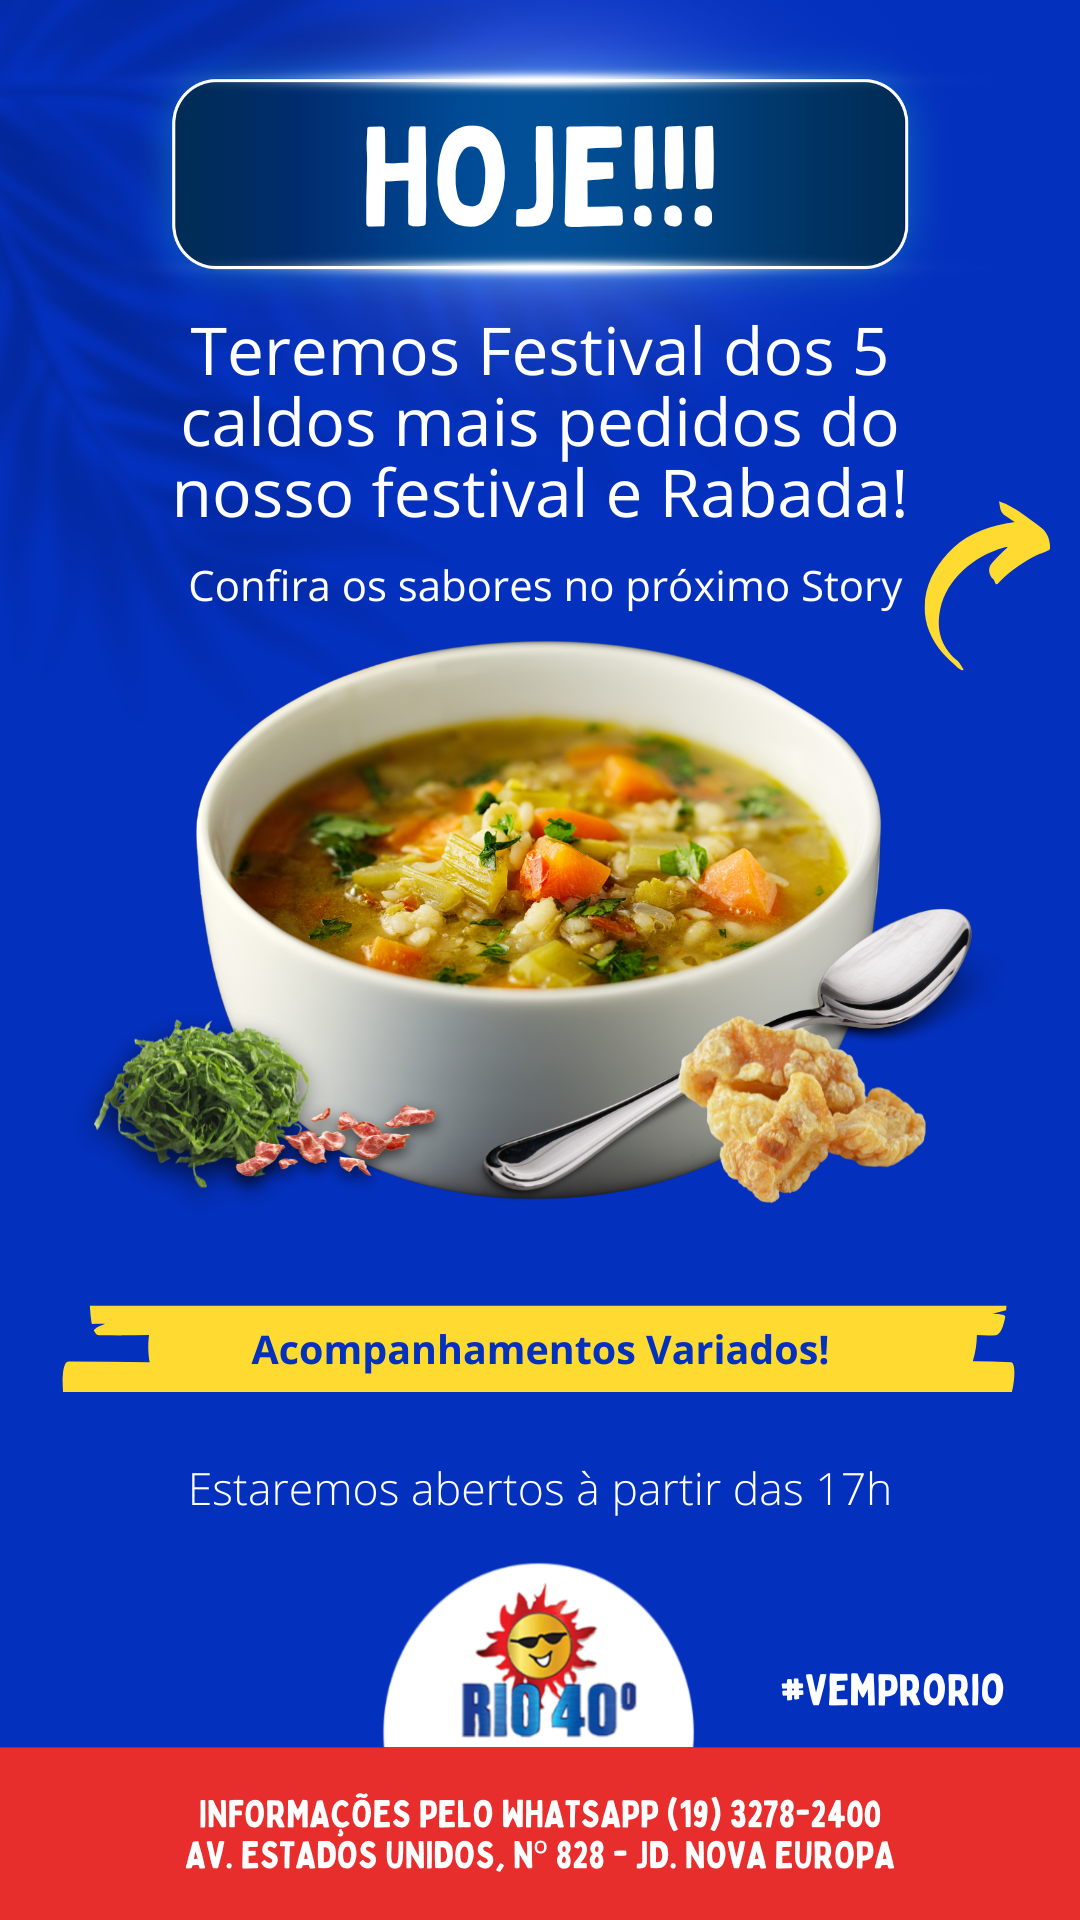 HOJE!!!
Teremos Festival dos 5
caldos mais pedidos do
nosso festival e Rabada!
Confira os sabores no próximo Story
Acompanhamentos Variados!
Estaremos abertos à partir das 17h
RIO 40º
#VEMPRORIO
INFORMAÇÕES PELO WHATSAPP (19) 3278-2400
AV. ESTADOS UNIDOS, Nº 828 - JD. NOVA EUROPA